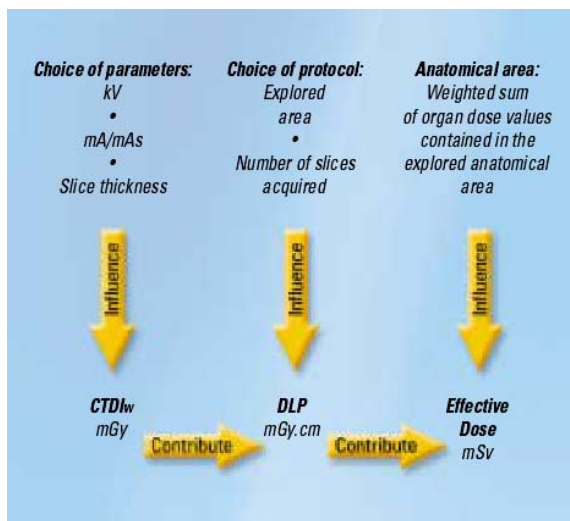 Choice of parameters:
kV
•
mA/mAs
•
Slice thickness
Choice of protocol:
Explored
area
•
Number of slices
acquired
Anatomical area:
Weighted sum
of organ dose values
contained in the
explored anatomical
area
Influence
Influence
Influence
CTDIw
mGy
Contribute
DLP
mGy.cm
Contribute
Effective
Dose
mSv